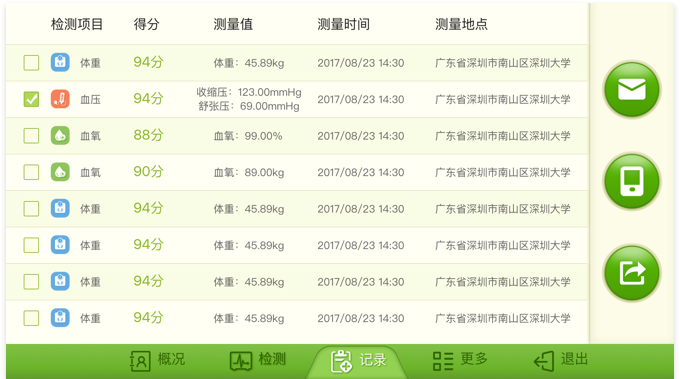 检测项目 得分 测量值 测量时间 测量地点
体重 94分 体重：45.89kg 2017/08/23 14:30 广东省深圳市南山区深圳大学
血压 94分 收缩压：123.00mmHg 2017/08/23 14:30 广东省深圳市南山区深圳大学
舒张压：69.00mmHg
血氧 88分 血氧：99.00% 2017/08/23 14:30 广东省深圳市南山区深圳大学
血氧 90分 血氧：89.00kg 2017/08/23 14:30 广东省深圳市南山区深圳大学
体重 94分 体重：45.89kg 2017/08/23 14:30 广东省深圳市南山区深圳大学
体重 94分 体重：45.89kg 2017/08/23 14:30 广东省深圳市南山区深圳大学
体重 94分 体重：45.89kg 2017/08/23 14:30 广东省深圳市南山区深圳大学
体重 94分 体重：45.89kg 2017/08/23 14:30 广东省深圳市南山区深圳大学
概况 检测 记录 更多 退出